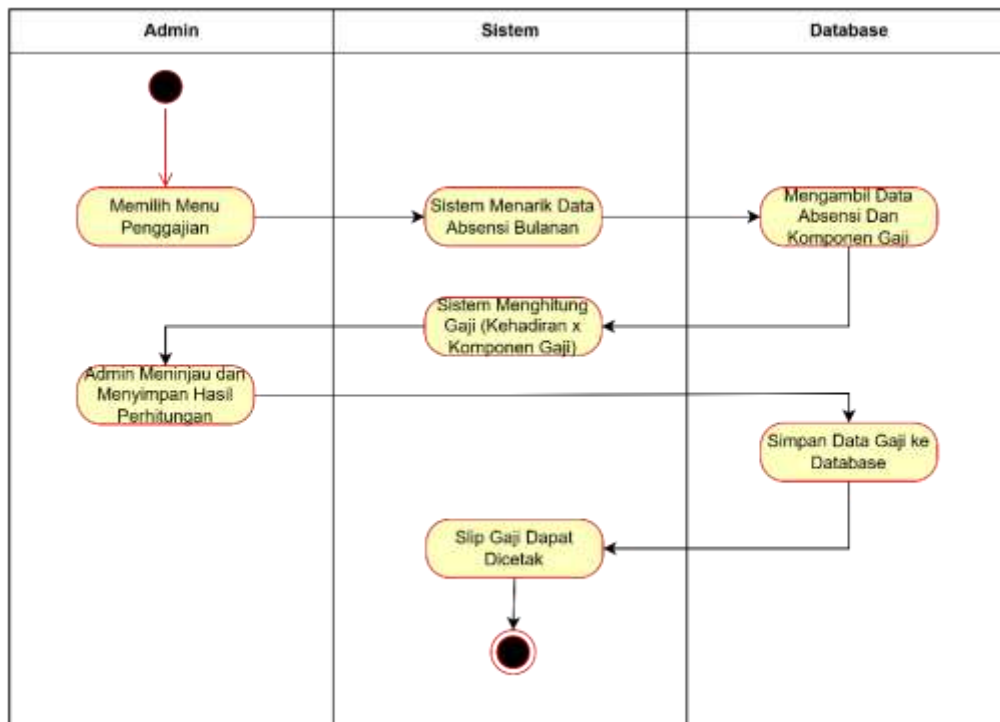 Admin
Sistem
Database
Memilih Menu
Penggajian
Sistem Menarik Data
Absensi Bulanan
Mengambil Data
Absensi Dan
Komponen Gaji
Sistem Menghitung
Gaji (Kehadiran x
Komponen Gaji)
Admin Meninjau dan
Menyimpan Hasil
Perhitungan
Simpan Data Gaji ke
Database
Slip Gaji Dapat
Dicetak